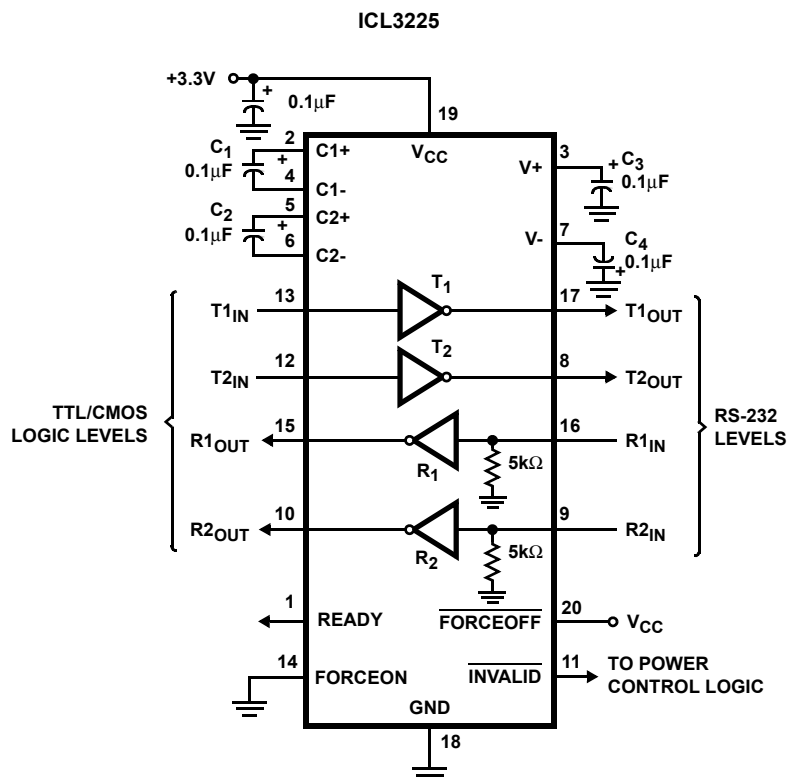 ICL3225
+3.3V
+
0.1µF
19
2
C1+
VCC
3
V+
+
C3
0.1µF
C1
0.1µF
+
4
C1-
5
C2+
C2
0.1µF
+
6
C2-
7
V-
C4
0.1µF
+
T1
T1IN
13
17
T1OUT
T2
T2IN
12
8
T2OUT
TTL/CMOS
LOGIC LEVELS
RS-232
LEVELS
R1OUT
15
16
R1IN
R1
5kΩ
R2OUT
10
9
R2IN
R2
5kΩ
1
READY
FORCEOFF
20
VCC
14
FORCEON
INVALID
11
TO POWER
CONTROL LOGIC
GND
18